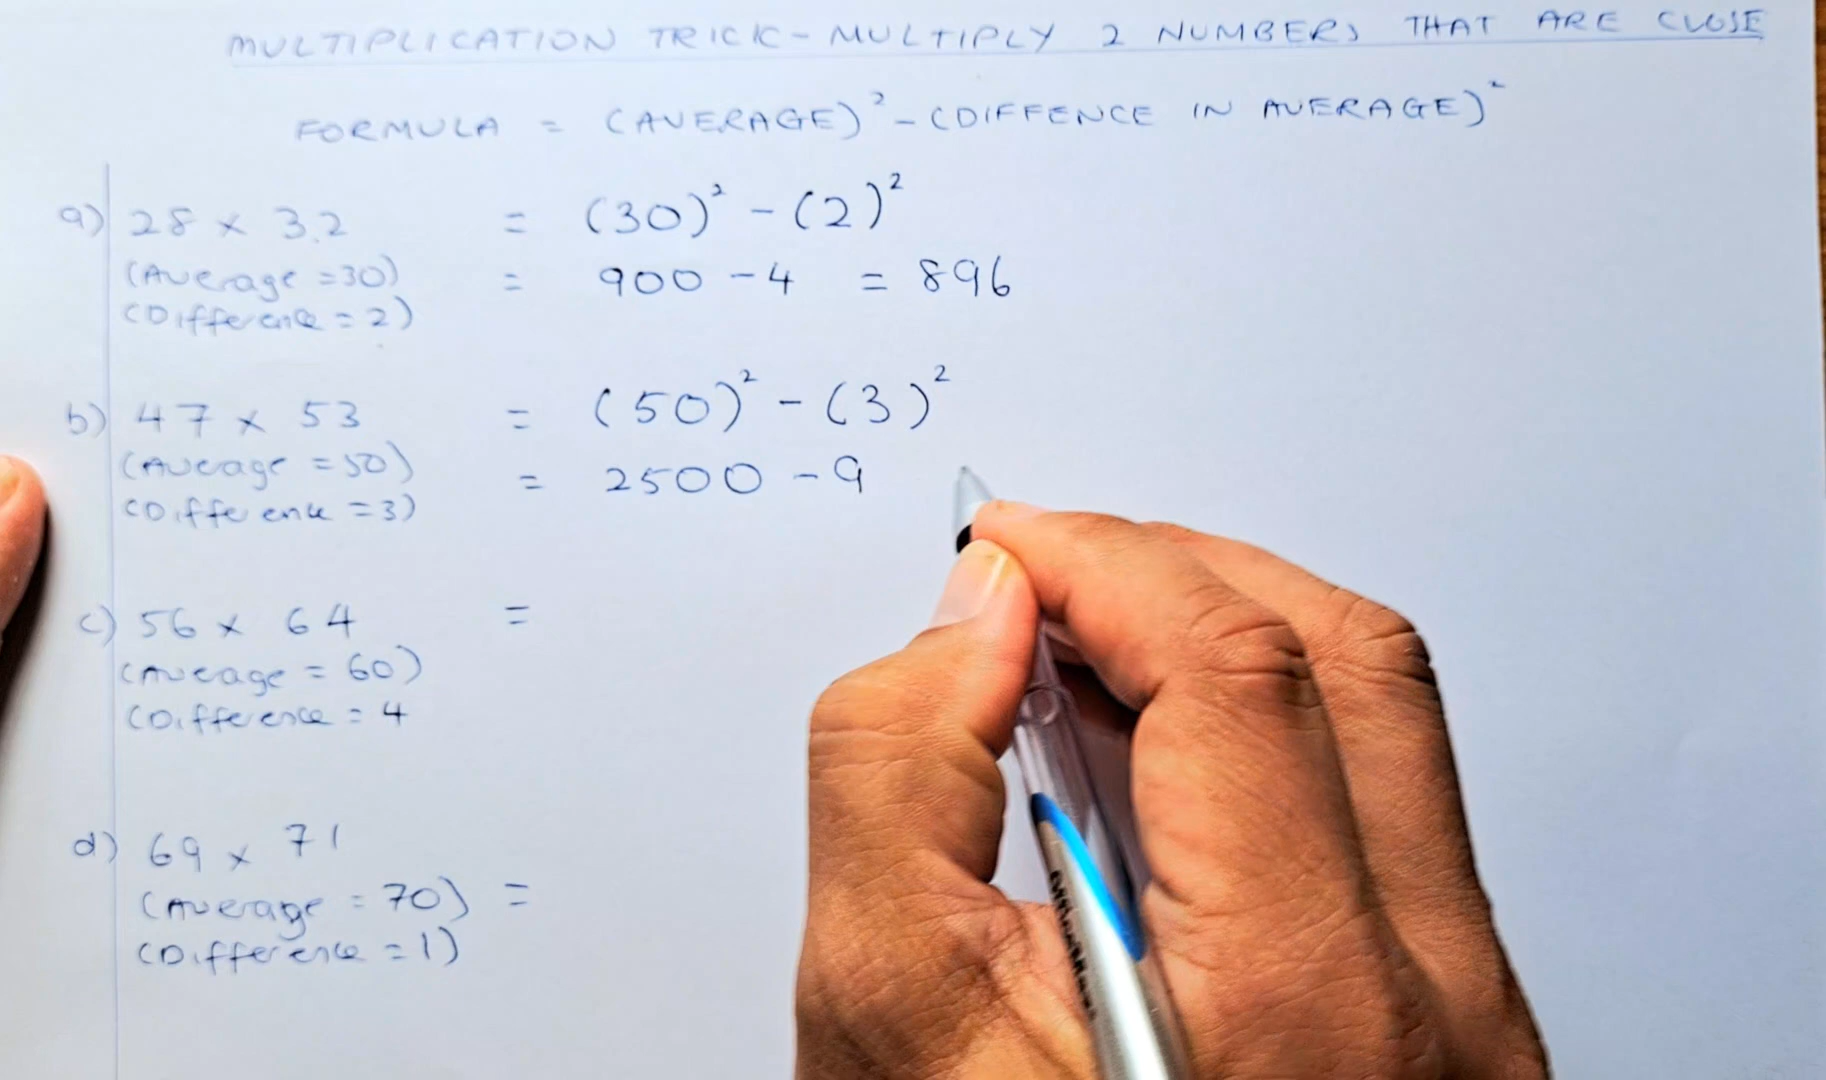 MULTIPLICATION TRICK - MULTIPLY 2 NUMBERS THAT ARE CLOSE
FORMULA = (AVERAGE)² - (DIFFENCE IN AVERAGE)²
a) 28 × 32 = (30)² - (2)²
(Average = 30) = 900 - 4 = 896
(Difference = 2)
b) 47 × 53 = (50)² - (3)²
(Average = 50) = 2500 - 9
(Difference = 3)
c) 56 × 64 =
(Average = 60)
(Difference = 4
d) 69 × 71
(Average = 70) =
(Difference = 1)